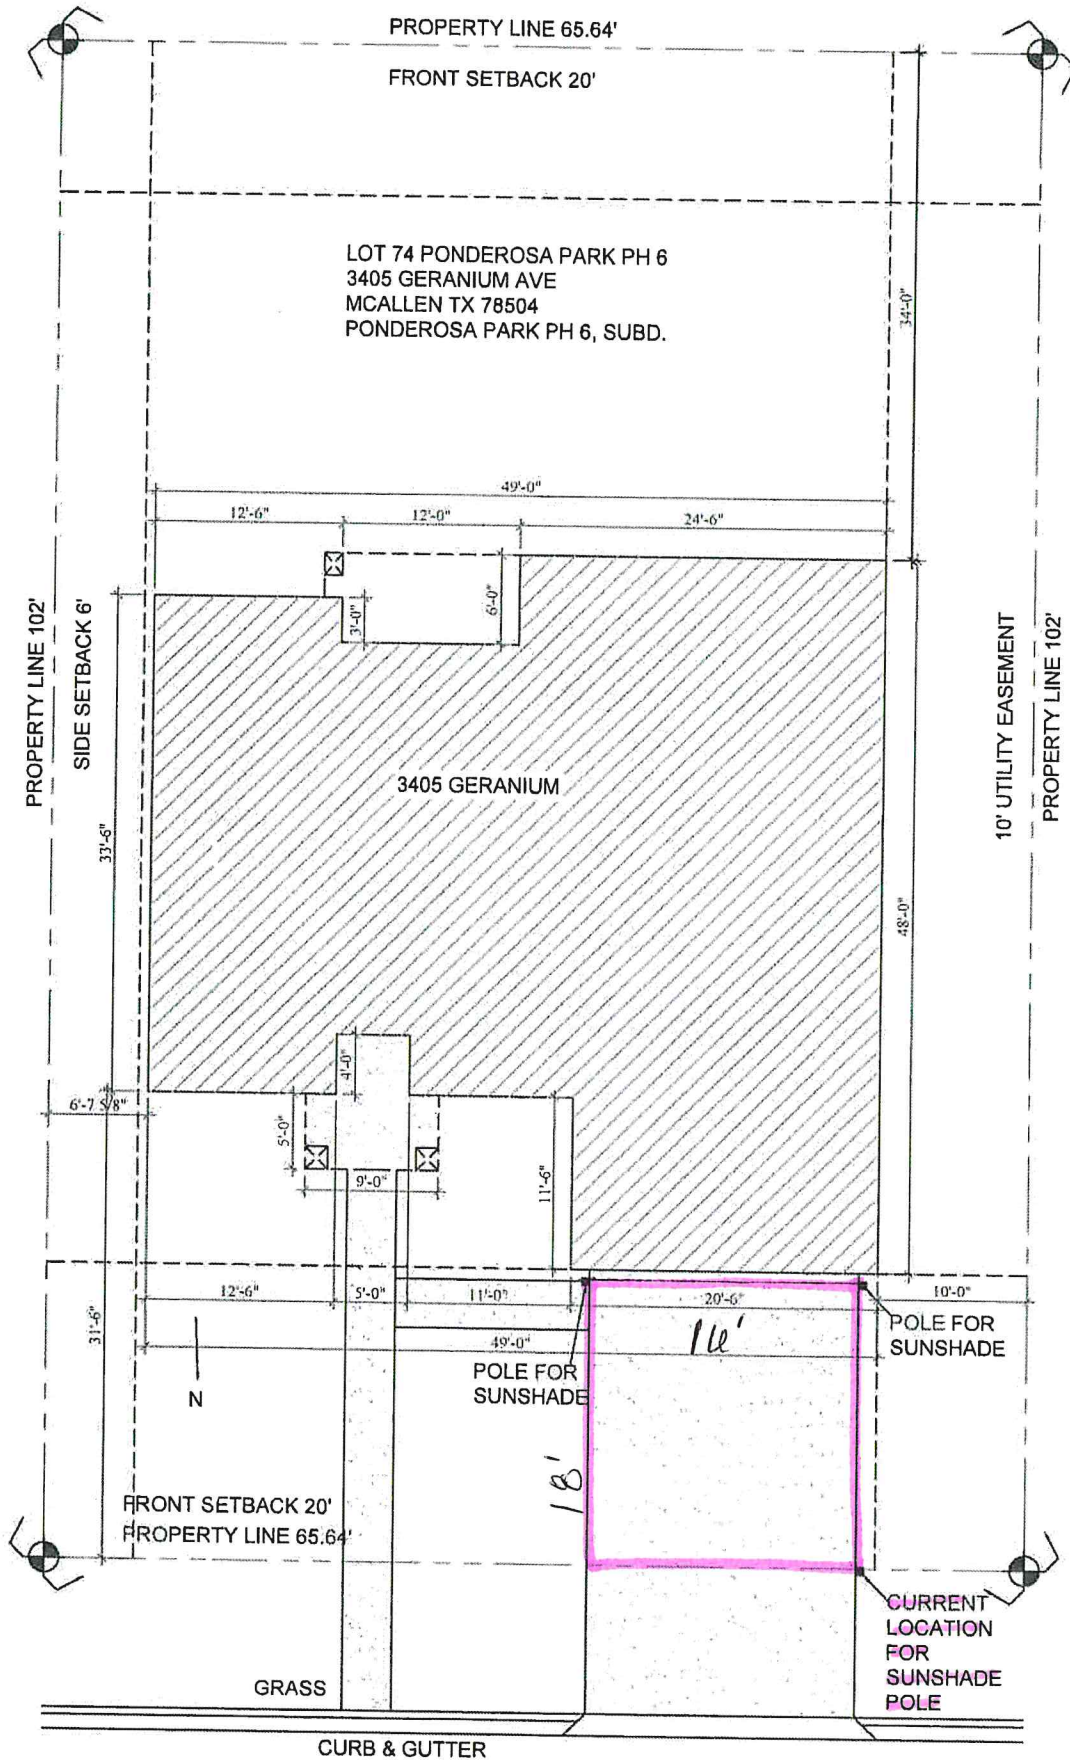 PROPERTY LINE 65.64'
FRONT SETBACK 20'
LOT 74 PONDEROSA PARK PH 6
3405 GERANIUM AVE
MCALLEN TX 78504
PONDEROSA PARK PH 6, SUBD.
34'-0"
49'-0"
12'-6"
12'-0"
24'-6"
3'-0"
6'-0"
PROPERTY LINE 102'
SIDE SETBACK 6'
33'-6"
3405 GERANIUM
10' UTILITY EASEMENT
PROPERTY LINE 102'
48'-0"
4'-0"
6'-7 5/8"
5'-0"
9'-0"
11'-6"
12'-6"
5'-0"
11'-0"
20'-6"
10'-0"
31'-6"
49'-0"
N
POLE FOR
SUNSHADE
POLE FOR
SUNSHADE
18'
FRONT SETBACK 20'
PROPERTY LINE 65.64'
CURRENT
LOCATION
FOR
SUNSHADE
POLE
GRASS
CURB & GUTTER